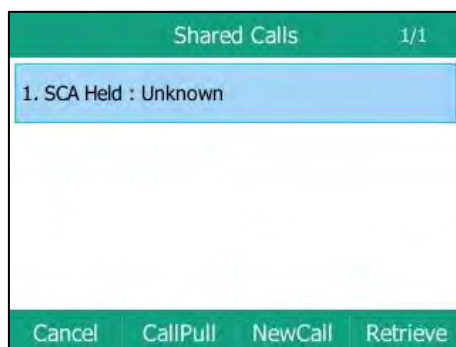 Shared Calls 1/1
1. SCA Held : Unknown
Cancel CallPull NewCall Retrieve